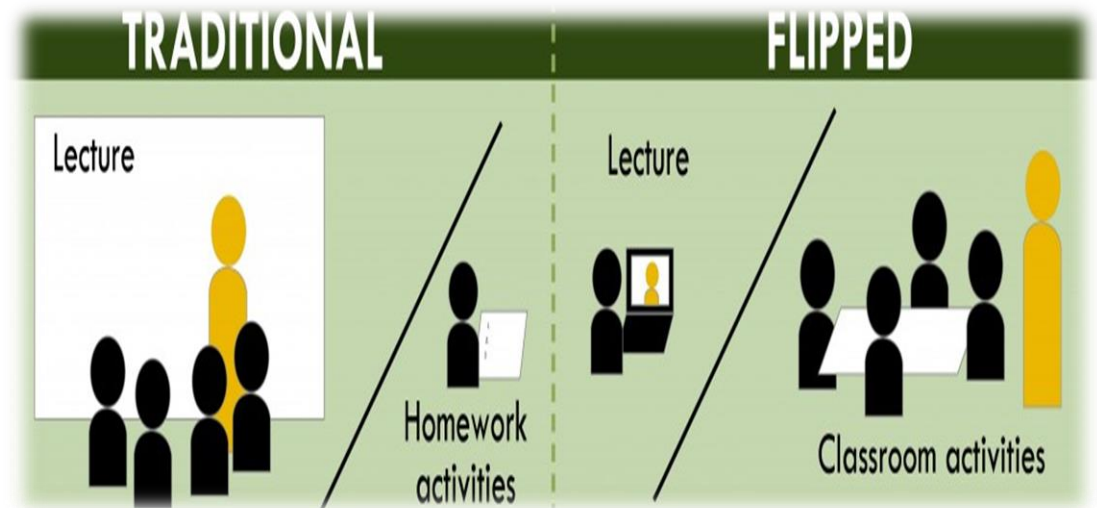 TRADITIONAL
Lecture
Homework
activities
FLIPPED
Lecture
Classroom activities